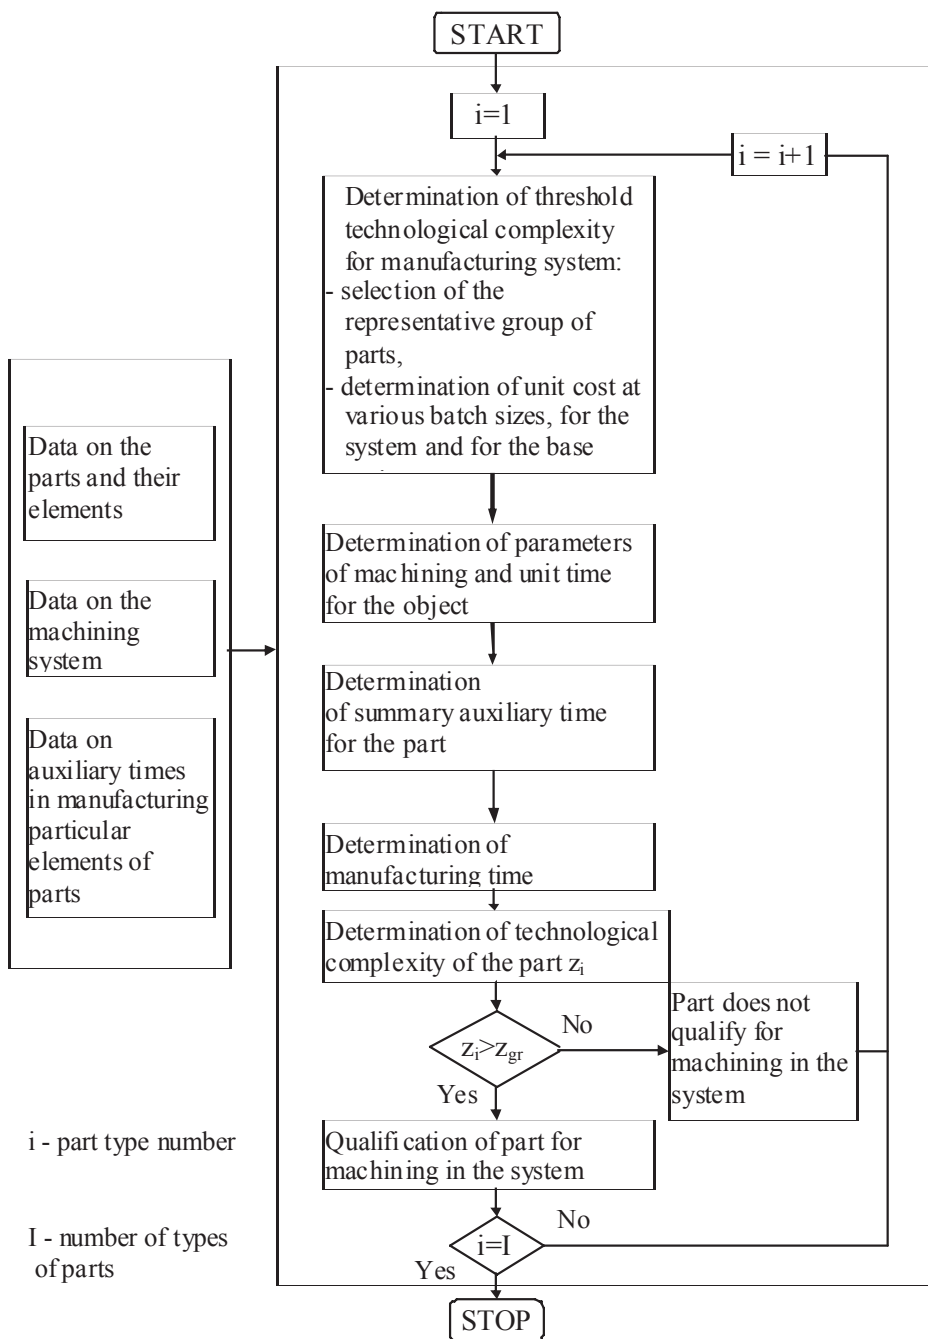 START
i=1
i = i+1
Determination of threshold
technological complexity
for manufacturing system:
- selection of the
representative group of
parts,
- determination of unit cost at
various batch sizes, for the
system and for the base
Data on the
parts and their
elements
Data on the
machining
system
Data on
auxiliary times
in manufacturing
particular
elements of
parts
Determination of parameters
of machining and unit time
for the object
Determination
of summary auxiliary time
for the part
Determination of
manufacturing time
Determination of technological
complexity of the part zi
zi>zgr
No
Yes
Part does not
qualify for
machining in the
system
Qualification of part for
machining in the system
i=I
No
Yes
STOP
i - part type number
I - number of types
of parts